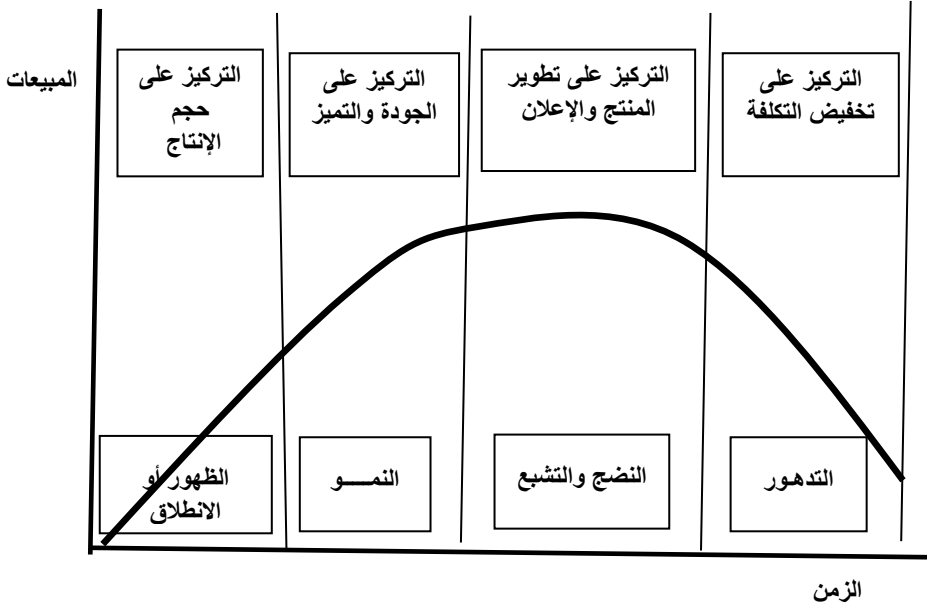 المبيعات
التركيز على
حجم
الإنتاج
التركيز على
الجودة والتميز
التركيز على تطوير
المنتج والإعلان
التركيز على
تخفيض التكلفة
الظهور أو
الانطلاق
النمـــــو
النضج والتشبع
التدهـور
الزمن